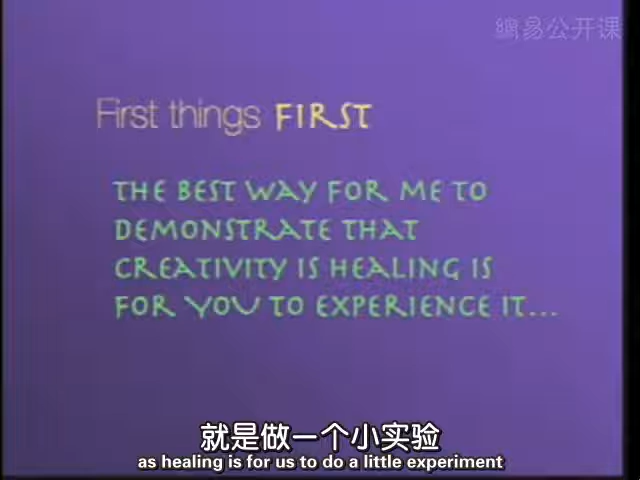 網易公开课
First things FIRST
THE BEST WAY FOR ME TO
DEMONSTRATE THAT
CREATIVITY IS HEALING IS
FOR YOU TO EXPERIENCE IT...
就是做一个小实验
as healing is for us to do a little experiment